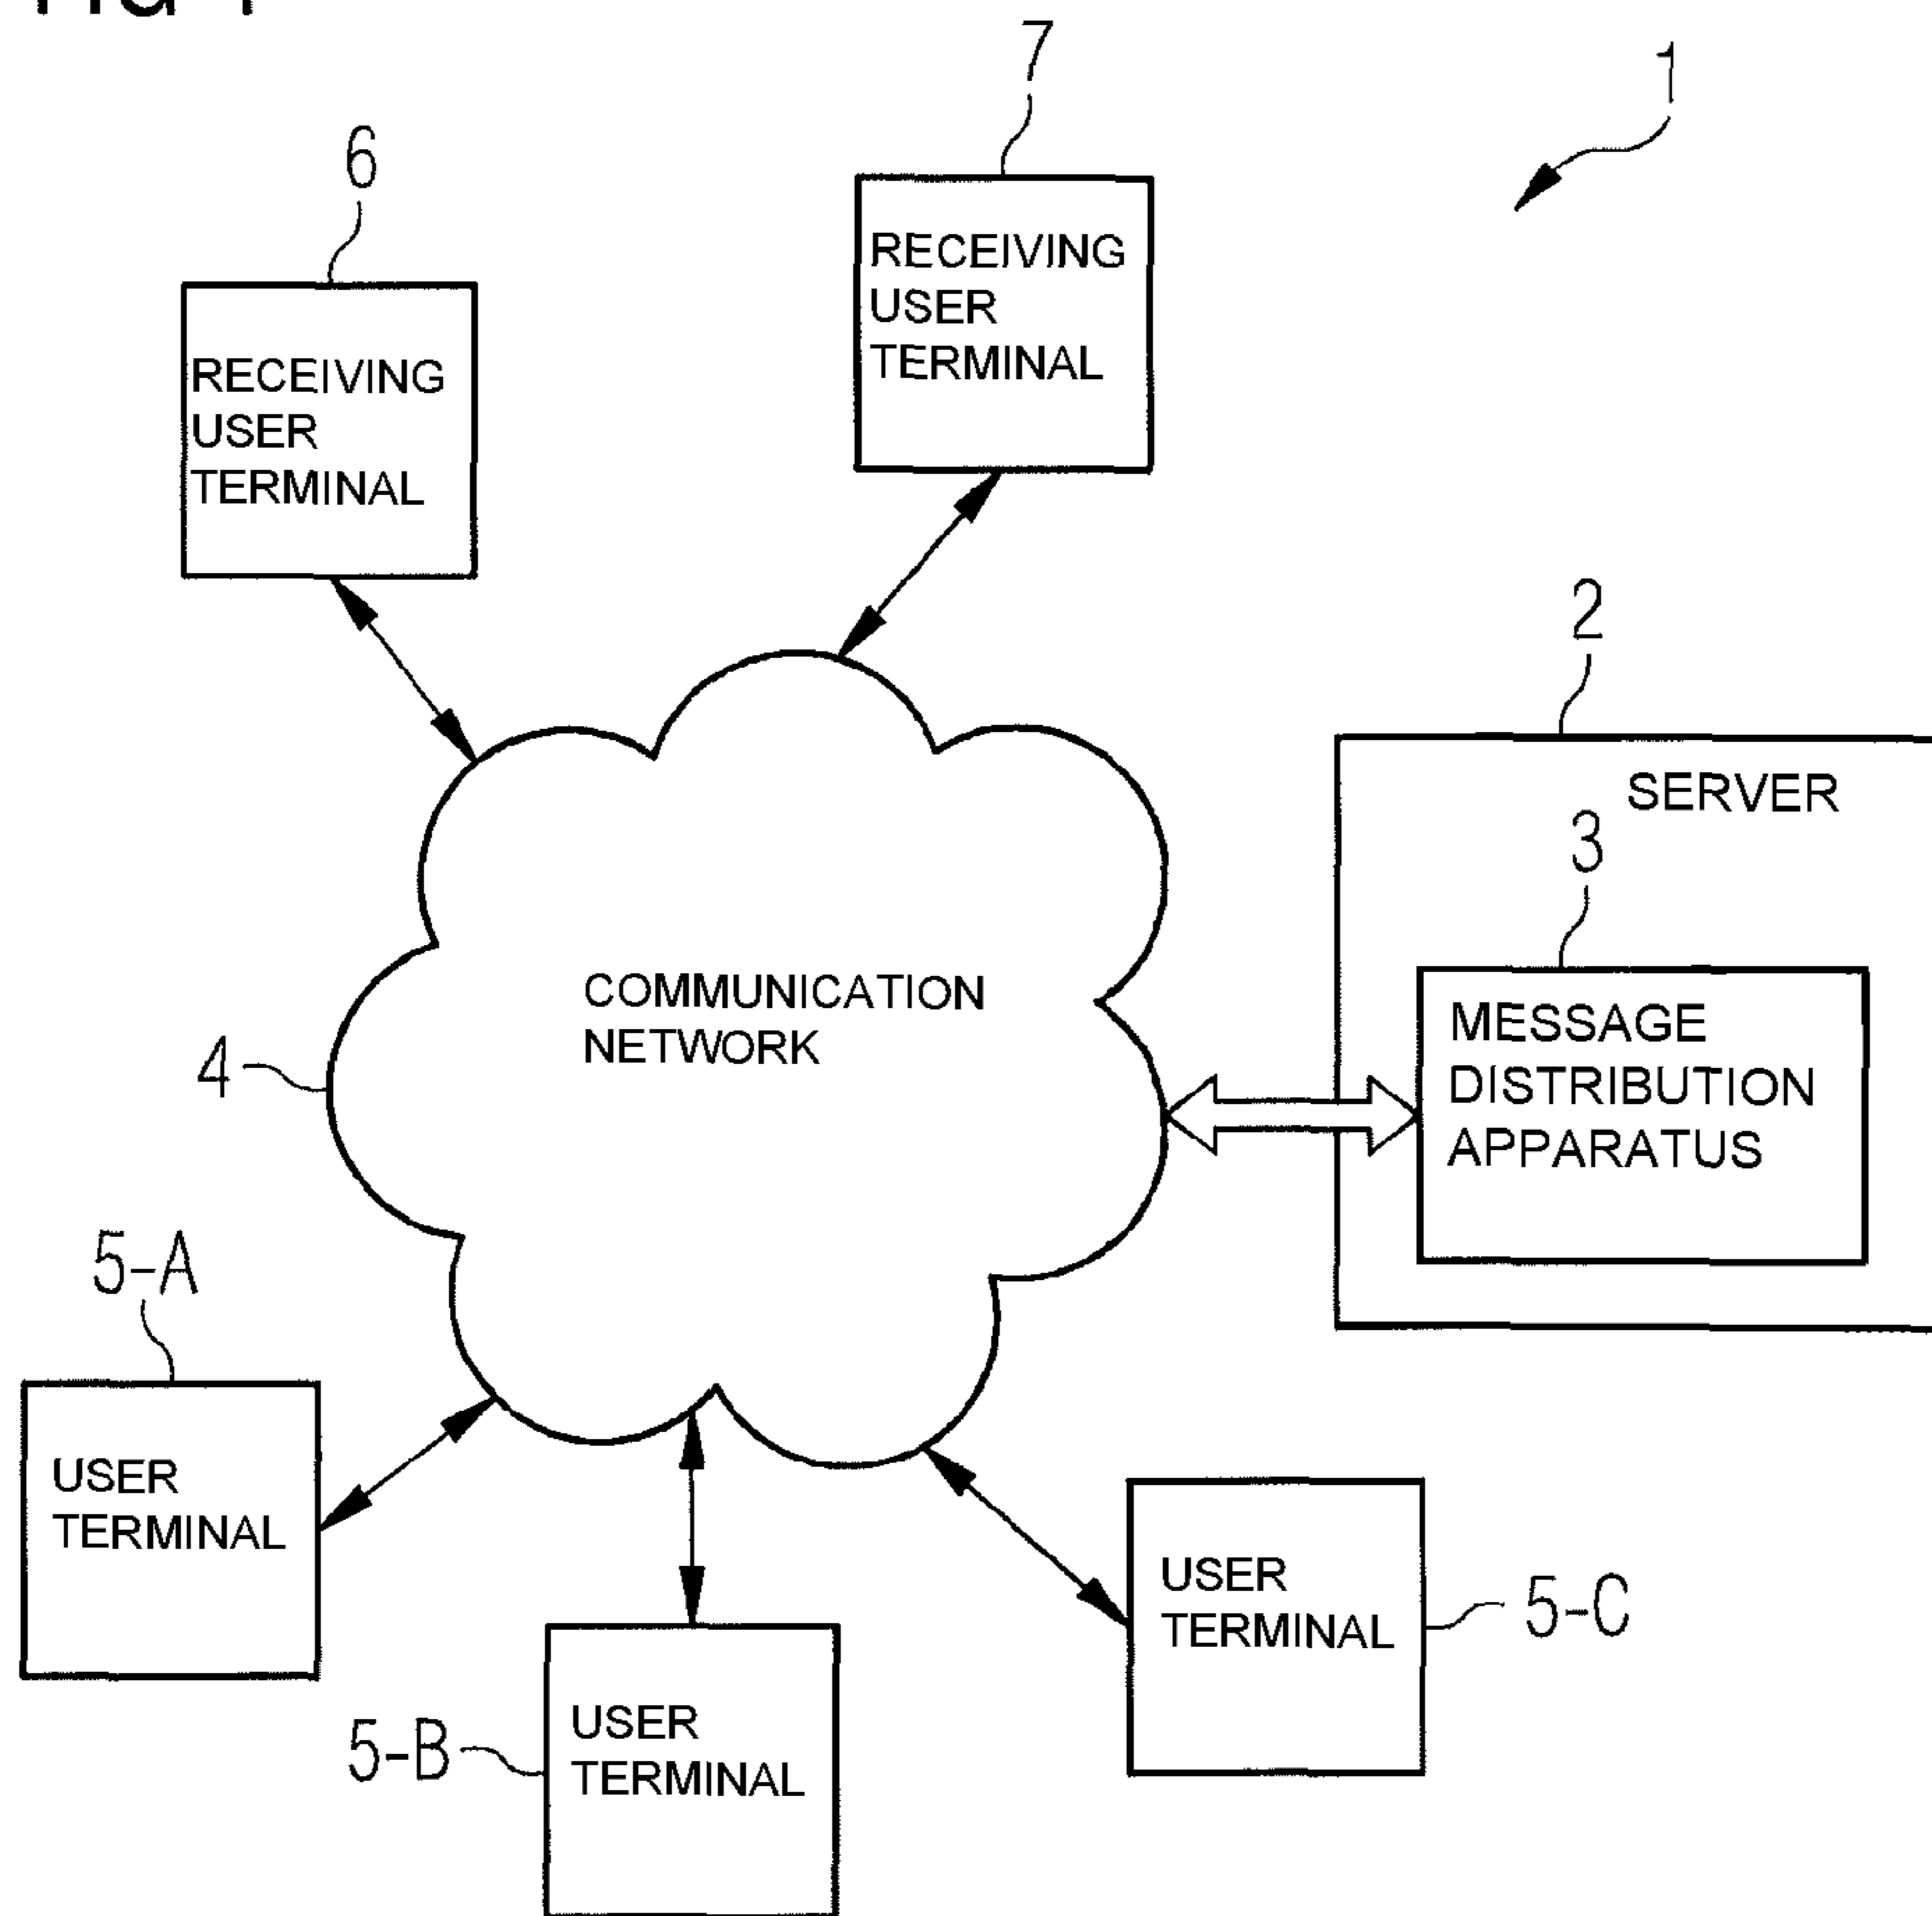 7
1
6
RECEIVING
USER
TERMINAL
RECEIVING
USER
TERMINAL
2
SERVER
3
COMMUNICATION
NETWORK
MESSAGE
DISTRIBUTION
APPARATUS
4
5-A
USER
TERMINAL
USER
TERMINAL
5-C
5-B
USER
TERMINAL